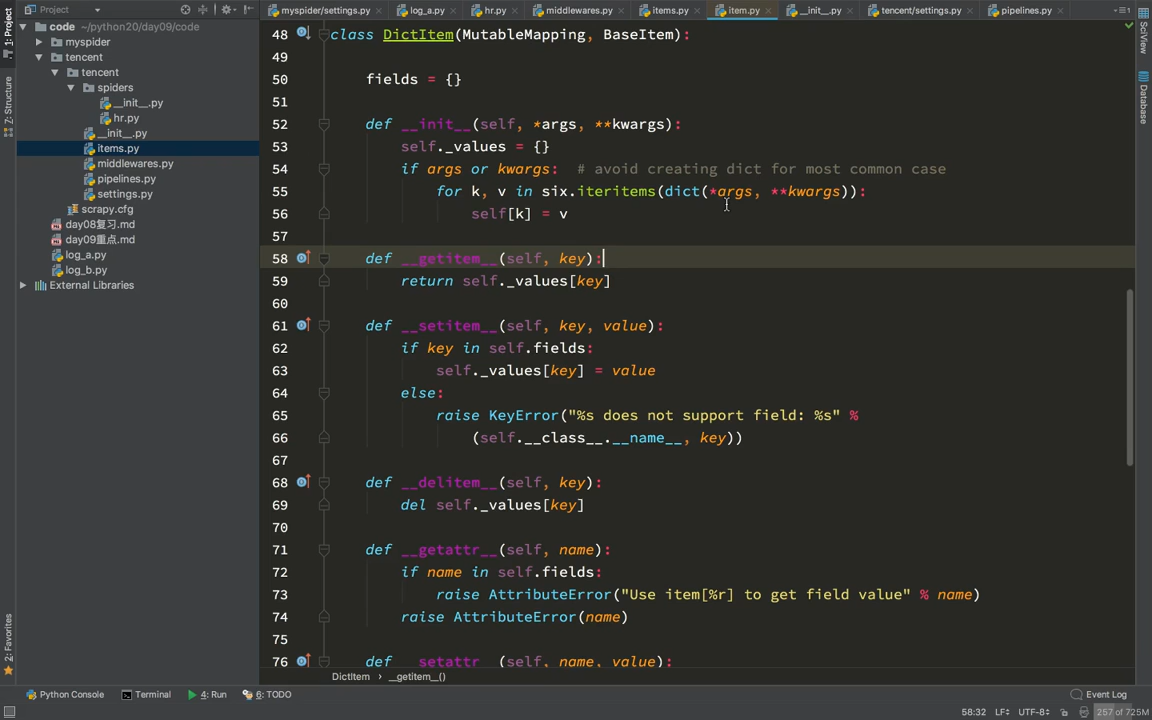 Project
myspider/settings.py
log_a.py
hr.py
middlewares.py
items.py
item.py
__init__.py
tencent/settings.py
pipelines.py
1: Project
Z: Structure
2: Favorites
code ~/python20/day09/code
myspider
tencent
tencent
spiders
__init__.py
hr.py
__init__.py
items.py
middlewares.py
pipelines.py
settings.py
scrapy.cfg
day08复习.md
day09重点.md
log_a.py
log_b.py
External Libraries
48 class DictItem(MutableMapping, BaseItem):
49
50 fields = {}
51
52 def __init__(self, *args, **kwargs):
53 self._values = {}
54 if args or kwargs: # avoid creating dict for most common case
55 for k, v in six.iteritems(dict(*args, **kwargs)):
56 self[k] = v
57
58 def __getitem__(self, key):
59 return self._values[key]
60
61 def __setitem__(self, key, value):
62 if key in self.fields:
63 self._values[key] = value
64 else:
65 raise KeyError("%s does not support field: %s" %
66 (self.__class__.__name__, key))
67
68 def __delitem__(self, key):
69 del self._values[key]
70
71 def __getattr__(self, name):
72 if name in self.fields:
73 raise AttributeError("Use item[%r] to get field value" % name)
74 raise AttributeError(name)
75
76 def __setattr__(self, name, value):
DictItem › __getitem__()
SciView
Database
Python Console
Terminal
4: Run
6: TODO
Event Log
58:32 LF÷ UTF-8÷ 257 of 725M